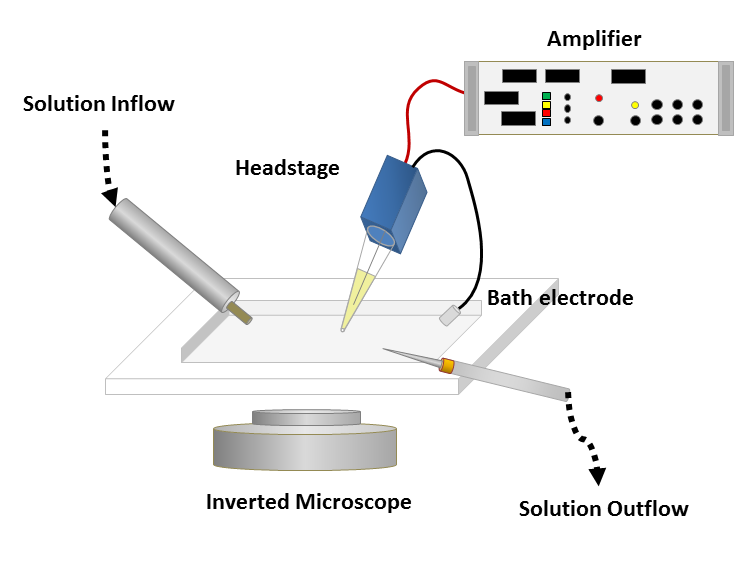 Amplifier
Solution Inflow
Headstage
Bath electrode
Inverted Microscope
Solution Outflow